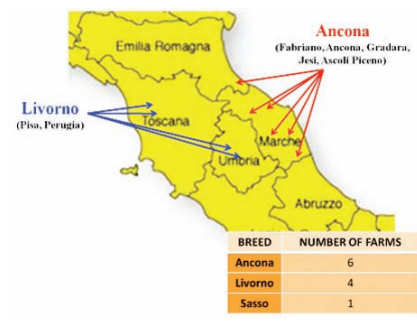 Ancona
(Fabriano, Ancona, Gradara,
Jesi, Ascoli Piceno)
Emilia Romagna
Livorno
(Pisa, Perugia)
Toscana
Marche
Umbria
Abruzzo
BREED NUMBER OF FARMS
Ancona 6
Livorno 4
Sasso 1